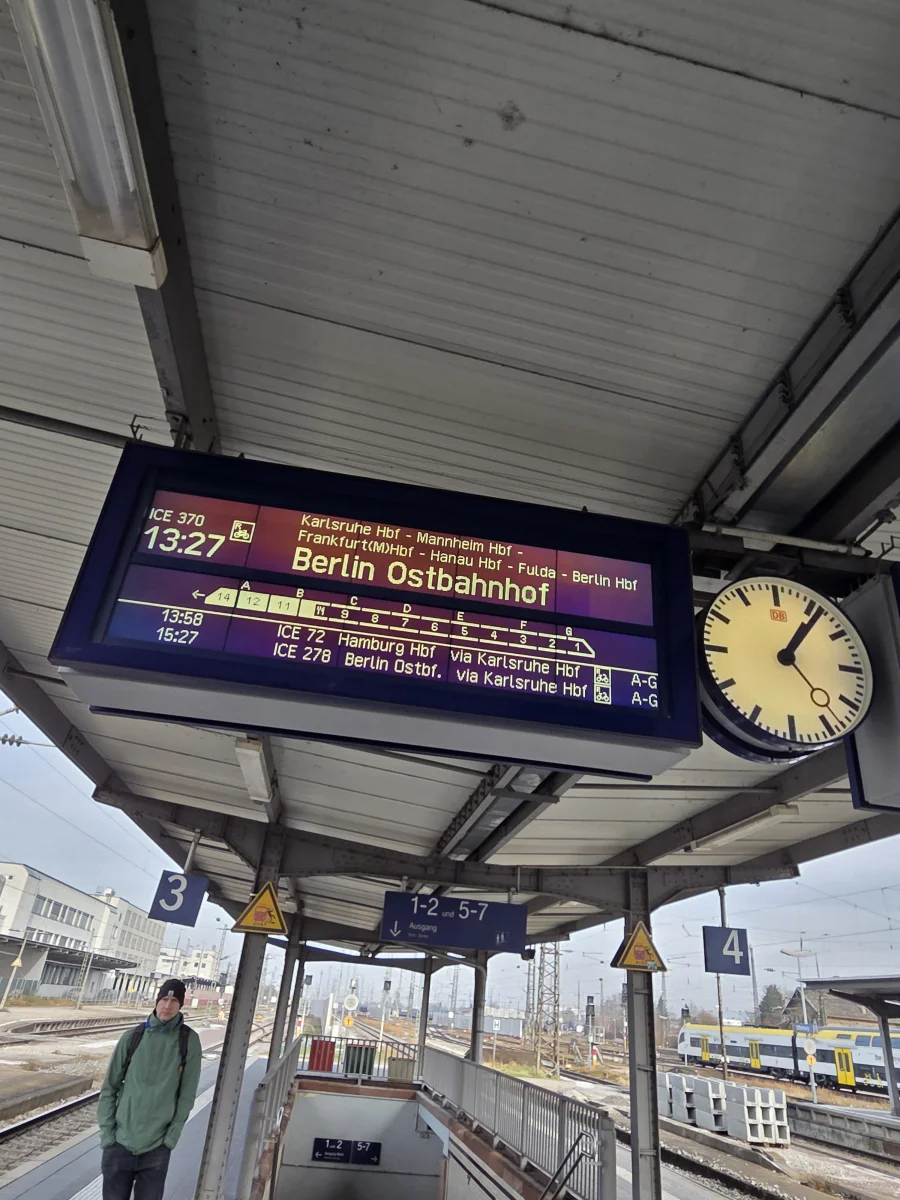 ICE 370
13:27
Karlsruhe Hbf - Mannheim Hbf -
Frankfurt(M)Hbf - Hanau Hbf - Fulda - Berlin Hbf
Berlin Ostbahnhof
A B C D E F G
14 12 11 9 8 7 6 5 4 3 2 1
13:58 ICE 72 Hamburg Hbf via Karlsruhe Hbf A-G
15:27 ICE 278 Berlin Ostbf. via Karlsruhe Hbf A-G
DB
3
1-2 und 5-7
Ausgang
4
1 und 2 5-7